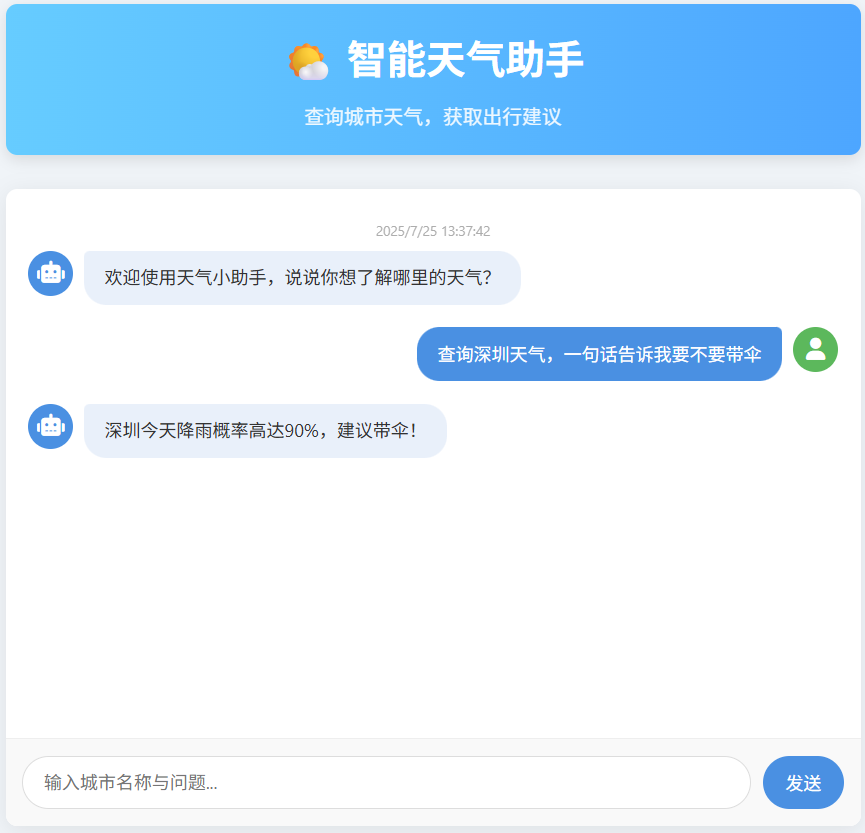 智能天气助手
查询城市天气，获取出行建议
2025/7/25 13:37:42
欢迎使用天气小助手，说说你想了解哪里的天气？
查询深圳天气，一句话告诉我要不要带伞
深圳今天降雨概率高达90%，建议带伞！
输入城市名称与问题...
发送